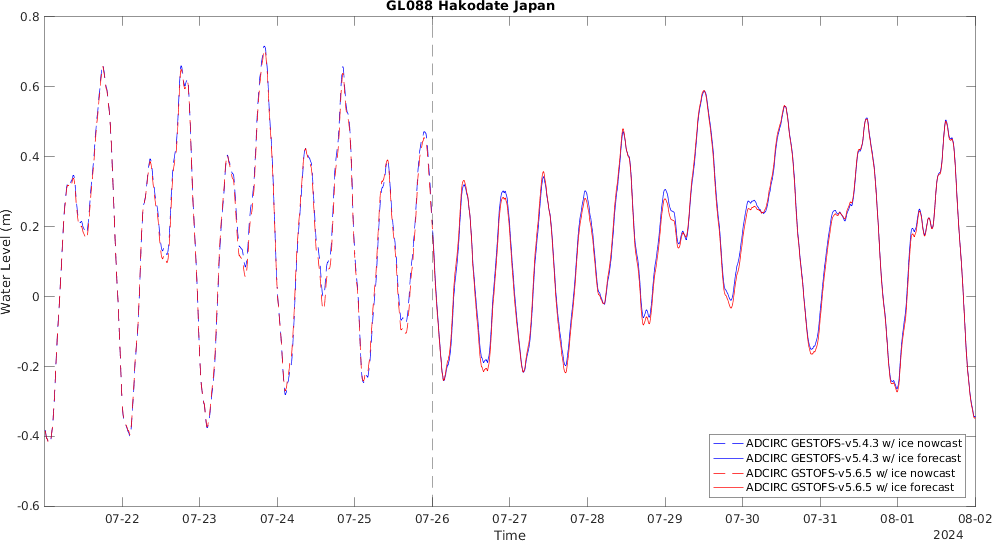 GL088 Hakodate Japan
0.8
0.6
0.4
0.2
0
-0.2
-0.4
-0.6
Water Level (m)
ADCIRC GESTOFS-v5.4.3 w/ ice nowcast
ADCIRC GESTOFS-v5.4.3 w/ ice forecast
ADCIRC GSTOFS-v5.6.5 w/ ice nowcast
ADCIRC GSTOFS-v5.6.5 w/ ice forecast
07-22 07-23 07-24 07-25 07-26 07-27 07-28 07-29 07-30 07-31 08-01 08-02
Time
2024